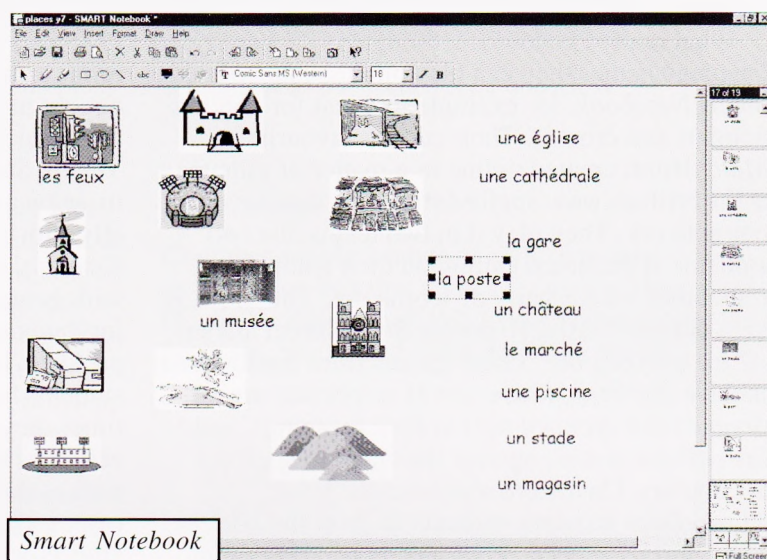 places y7 - SMART Notebook *
File Edit View Insert Format Draw Help
abc Comic Sans MS (Western) 18 I B
17 of 19
une église
les feux
une cathédrale
la gare
la poste
un château
un musée
le marché
une piscine
un stade
un magasin
Smart Notebook
Full Screen